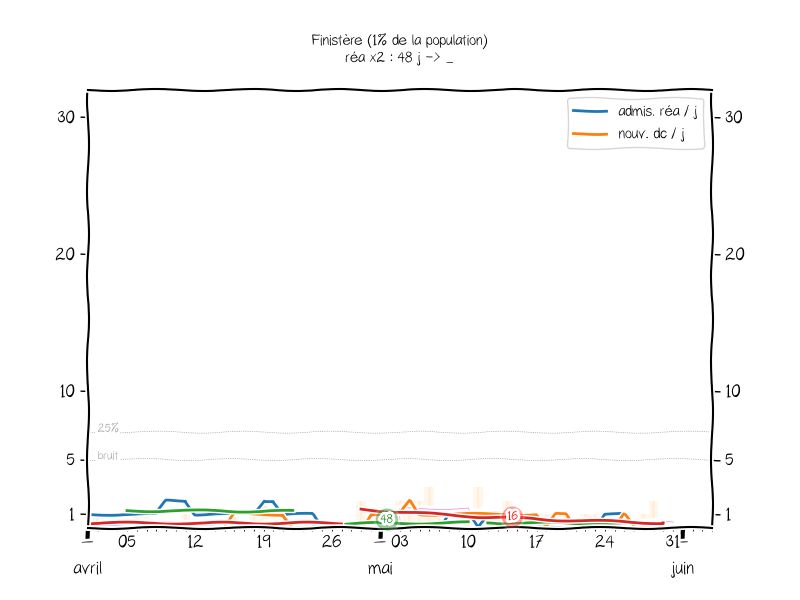 Finistère (1% de la population)
réa x2 : 48 j -> _
admis. réa / j
nouv. dc / j
30
30
20
20
10
10
25%
bruit
5
5
1
1
48
16
05 12 19 26 03 10 17 24 31
avril mai juin